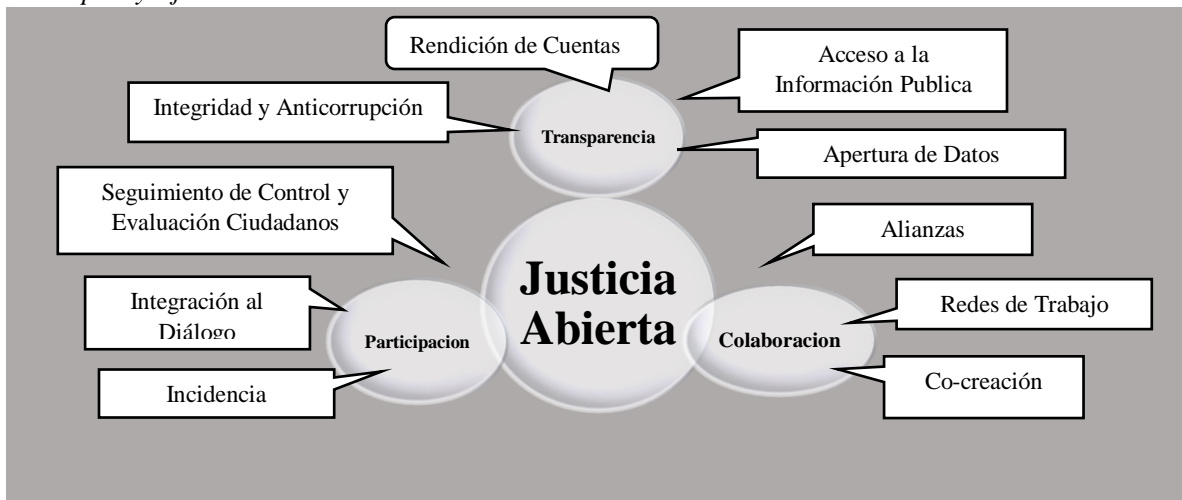 Rendición de Cuentas
Acceso a la
Información Publica
Integridad y Anticorrupción
Transparencia
Apertura de Datos
Seguimiento de Control y
Evaluación Ciudadanos
Alianzas
Justicia
Abierta
Integración al
Diálogo
Redes de Trabajo
Participacion
Colaboracion
Incidencia
Co-creación